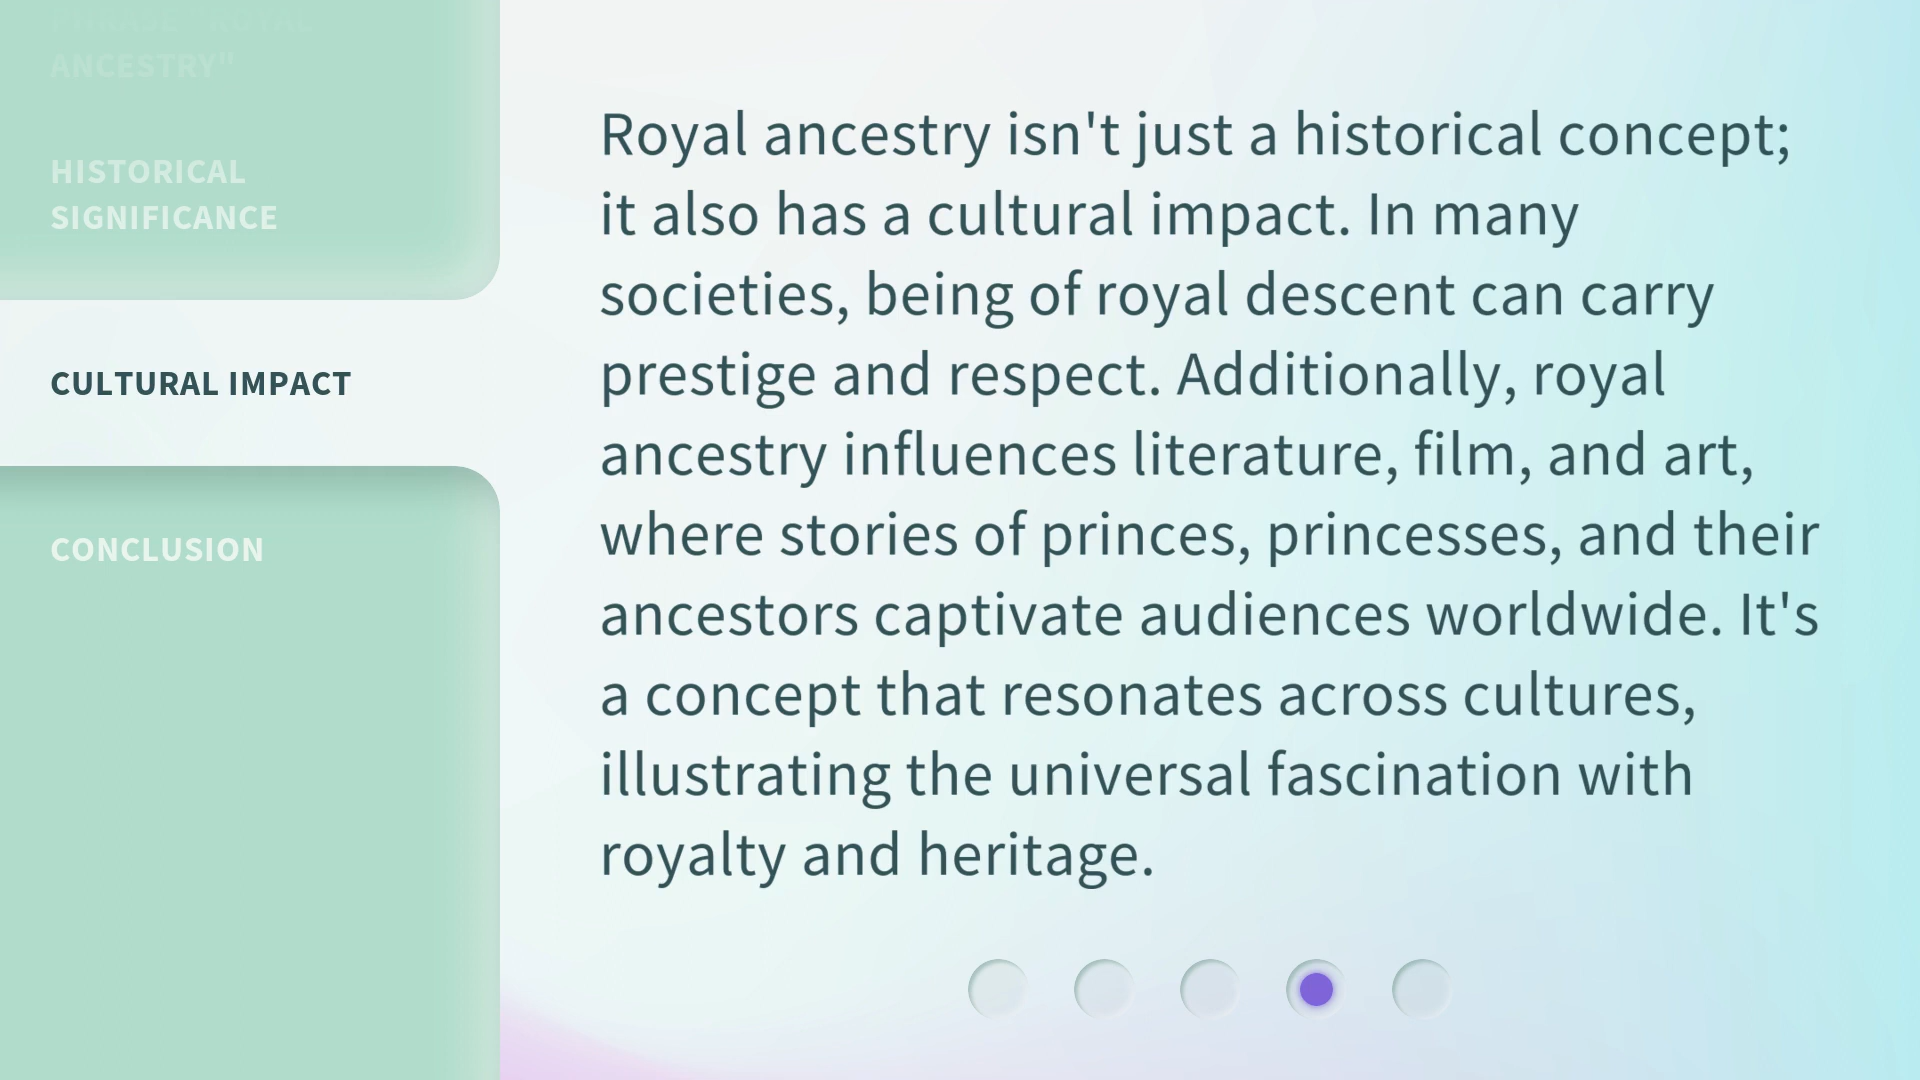 PHRASE "ROYAL
ANCESTRY"
HISTORICAL
SIGNIFICANCE
CULTURAL IMPACT
CONCLUSION
Royal ancestry isn't just a historical concept;
it also has a cultural impact. In many
societies, being of royal descent can carry
prestige and respect. Additionally, royal
ancestry influences literature, film, and art,
where stories of princes, princesses, and their
ancestors captivate audiences worldwide. It's
a concept that resonates across cultures,
illustrating the universal fascination with
royalty and heritage.